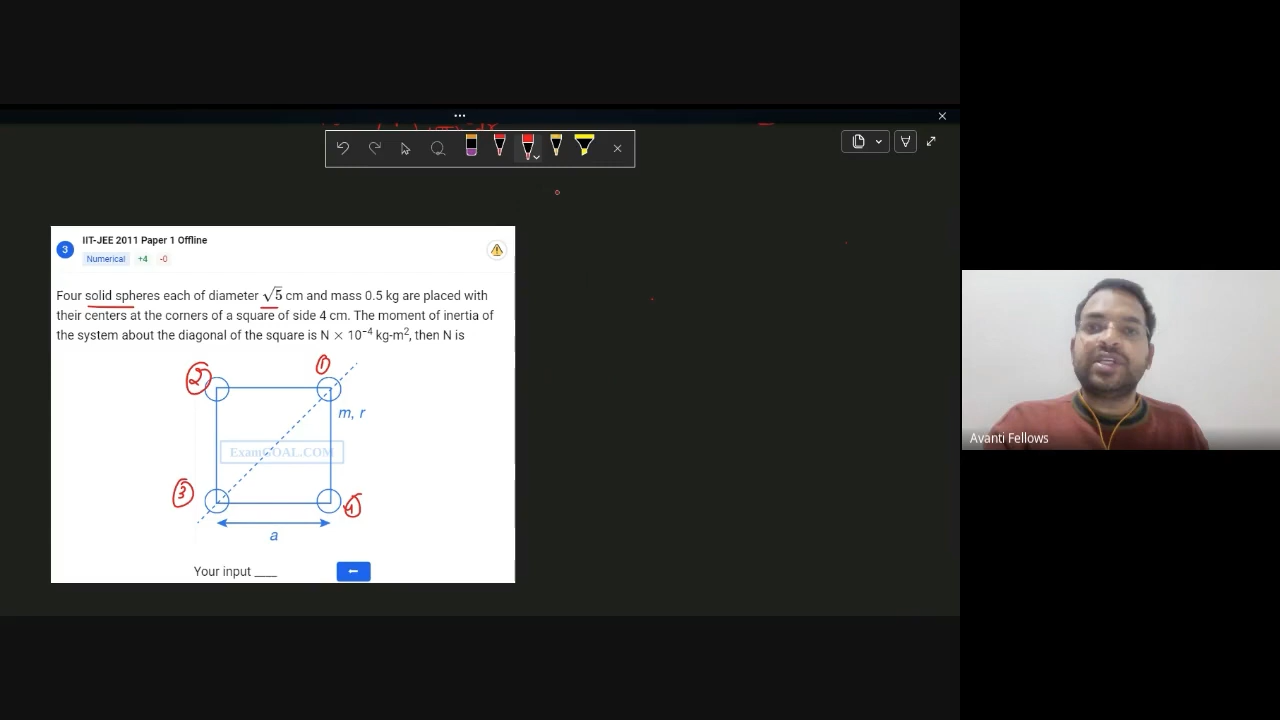 3
IIT-JEE 2011 Paper 1 Offline
Numerical +4 -0
Four solid spheres each of diameter √5 cm and mass 0.5 kg are placed with
their centers at the corners of a square of side 4 cm. The moment of inertia of
the system about the diagonal of the square is N × 10⁻⁴ kg-m², then N is
2 1
m, r
ExamGOAL.COM
3 4
a
Your input ____
Avanti Fellows